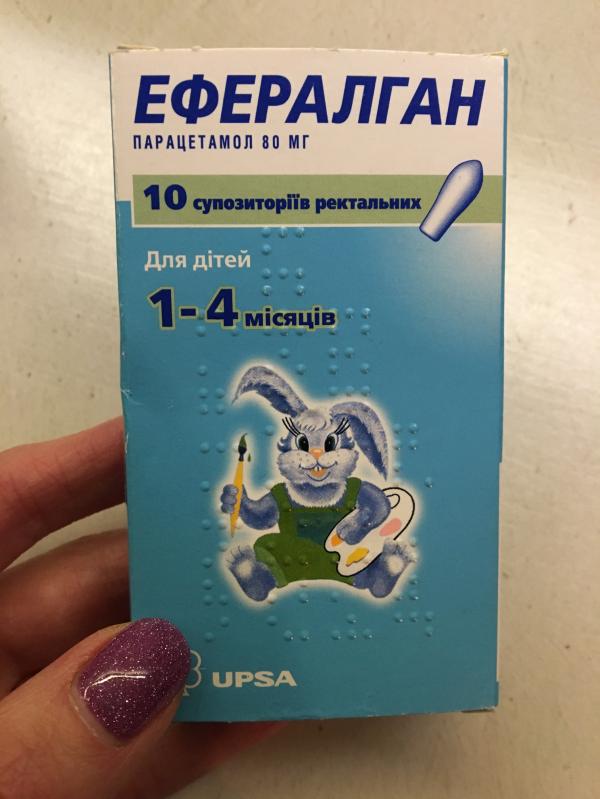 ЕФЕРАЛГАН
ПАРАЦЕТАМОЛ 80 МГ
10 супозиторіїв ректальних
Для дітей
1-4 місяців
UPSA